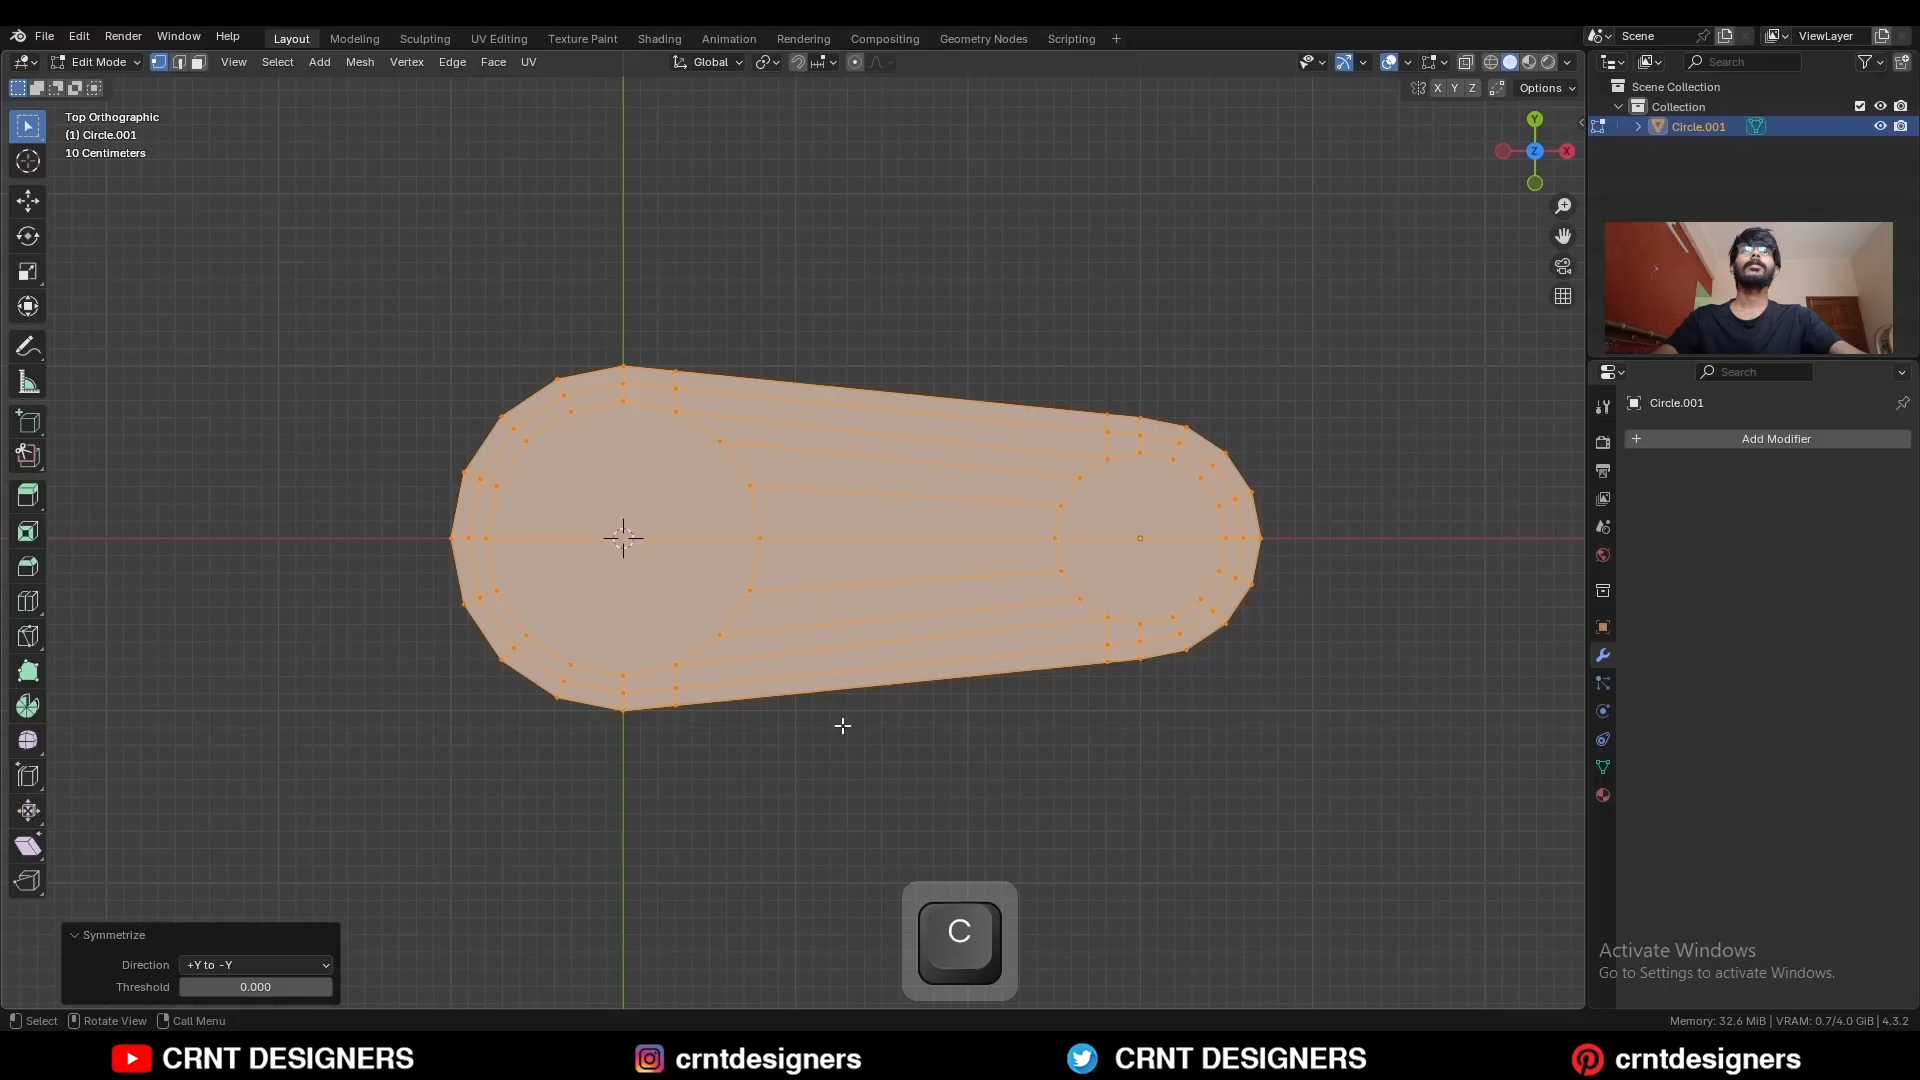 File Edit Render Window Help Layout Modeling Sculpting UV Editing Texture Paint Shading Animation Rendering Compositing Geometry Nodes Scripting + Scene ViewLayer
Edit Mode View Select Add Mesh Vertex Edge Face UV Global Search
X Y Z Options
Top Orthographic
(1) Circle.001
10 Centimeters
Y
Z
X
Scene Collection
Collection
Circle.001
Search
Circle.001
+ Add Modifier
C
Symmetrize
Direction +Y to -Y
Threshold 0.000
Activate Windows
Go to Settings to activate Windows.
Select Rotate View Call Menu Memory: 32.6 MiB | VRAM: 0.7/4.0 GiB | 4.3.2
CRNT DESIGNERS crntdesigners CRNT DESIGNERS crntdesigners